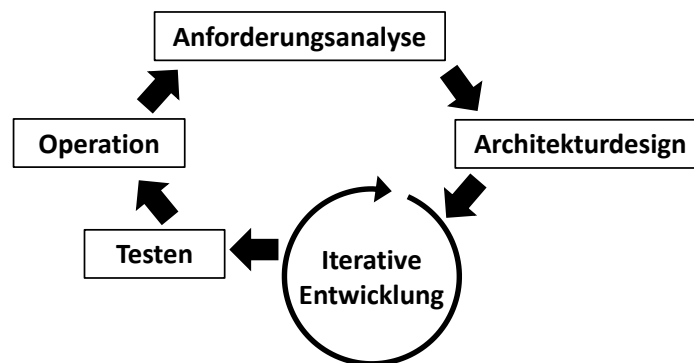 Anforderungsanalyse
Operation
Architekturdesign
Testen
Iterative
Entwicklung